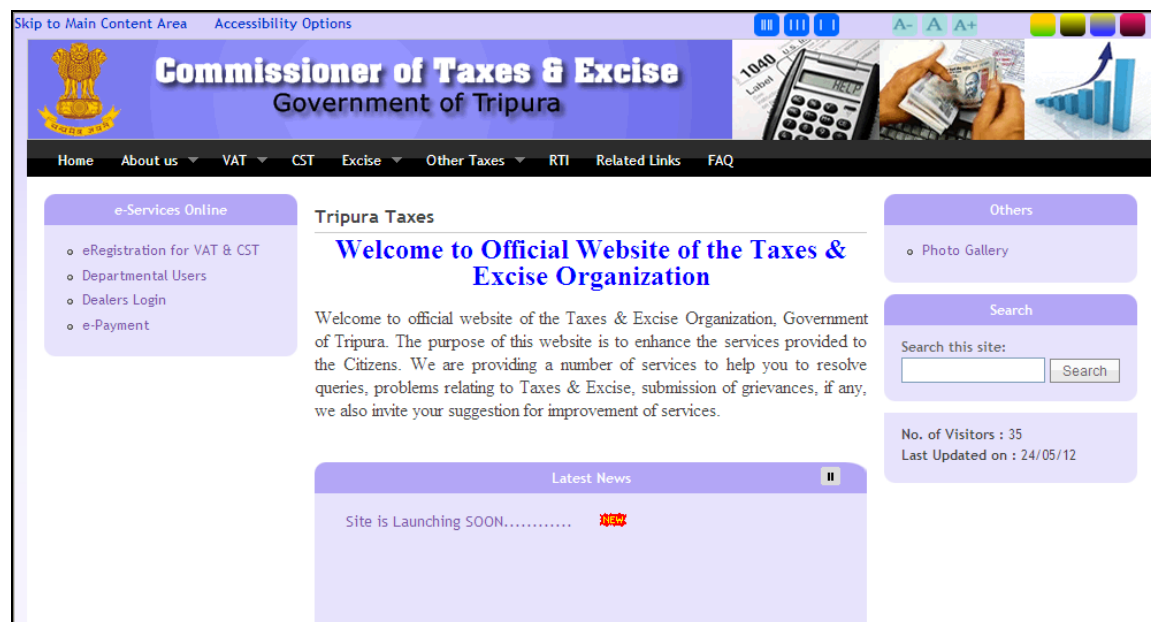 Skip to Main Content Area Accessibility Options
A- A A+
Commissioner of Taxes & Excise
Government of Tripura
1040 U.S.
Label
HELP
Home About us VAT CST Excise Other Taxes RTI Related Links FAQ
e-Services Online
eRegistration for VAT & CST
Departmental Users
Dealers Login
e-Payment
Tripura Taxes
Welcome to Official Website of the Taxes &
Excise Organization
Welcome to official website of the Taxes & Excise Organization, Government
of Tripura. The purpose of this website is to enhance the services provided to
the Citizens. We are providing a number of services to help you to resolve
queries, problems relating to Taxes & Excise, submission of grievances, if any,
we also invite your suggestion for improvement of services.
Latest News
Site is Launching SOON............ NEW
Others
Photo Gallery
Search
Search this site:
Search
No. of Visitors : 35
Last Updated on : 24/05/12